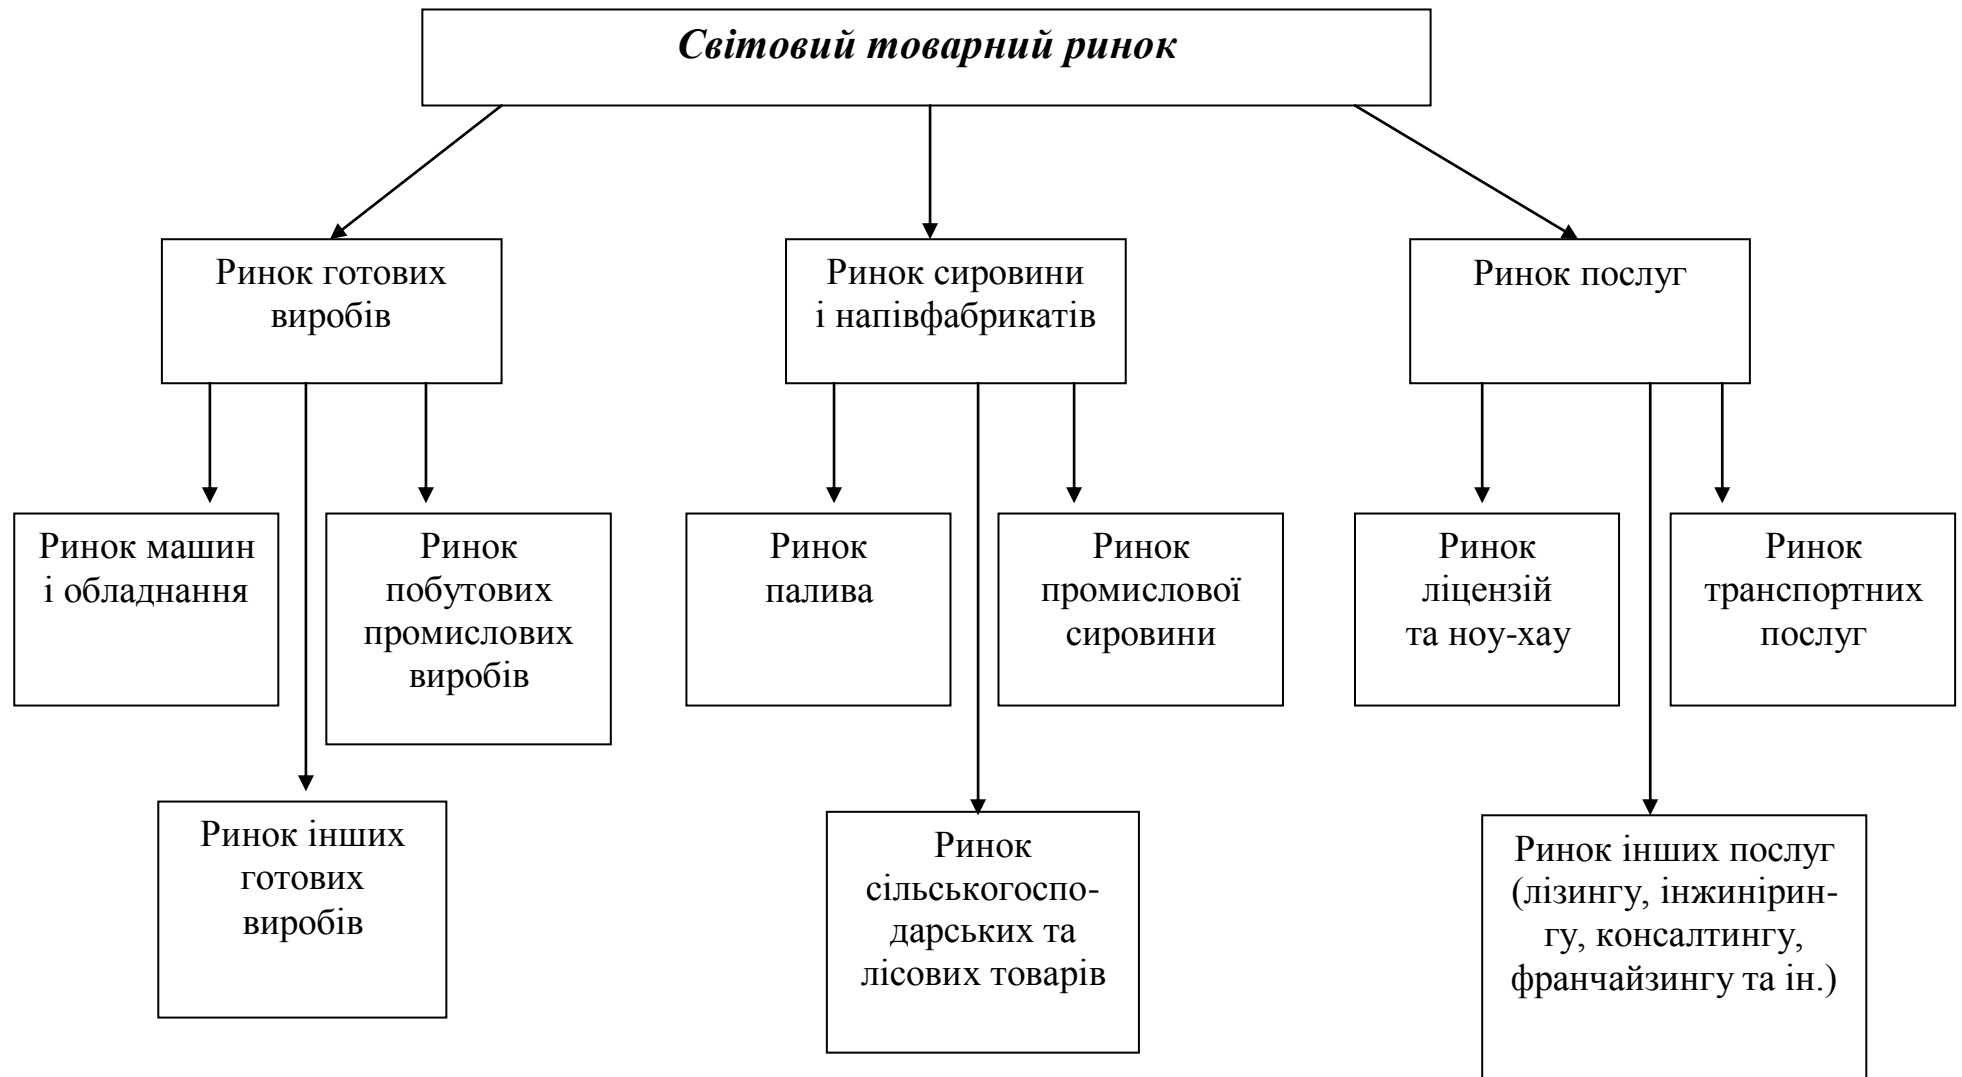 Світовий товарний ринок
Ринок готових
виробів
Ринок сировини
і напівфабрикатів
Ринок послуг
Ринок машин
і обладнання
Ринок
побутових
промислових
виробів
Ринок
палива
Ринок
промислової
сировини
Ринок
ліцензій
та ноу-хау
Ринок
транспортних
послуг
Ринок інших
готових
виробів
Ринок
сільськогоспо-
дарських та
лісових товарів
Ринок інших послуг
(лізингу, інжинірин-
гу, консалтингу,
франчайзингу та ін.)